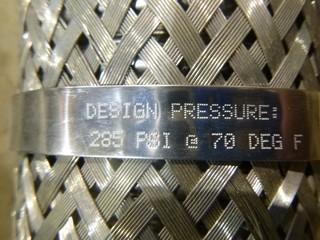 DESIGN PRESSURE:
285 PSI @ 70 DEG F